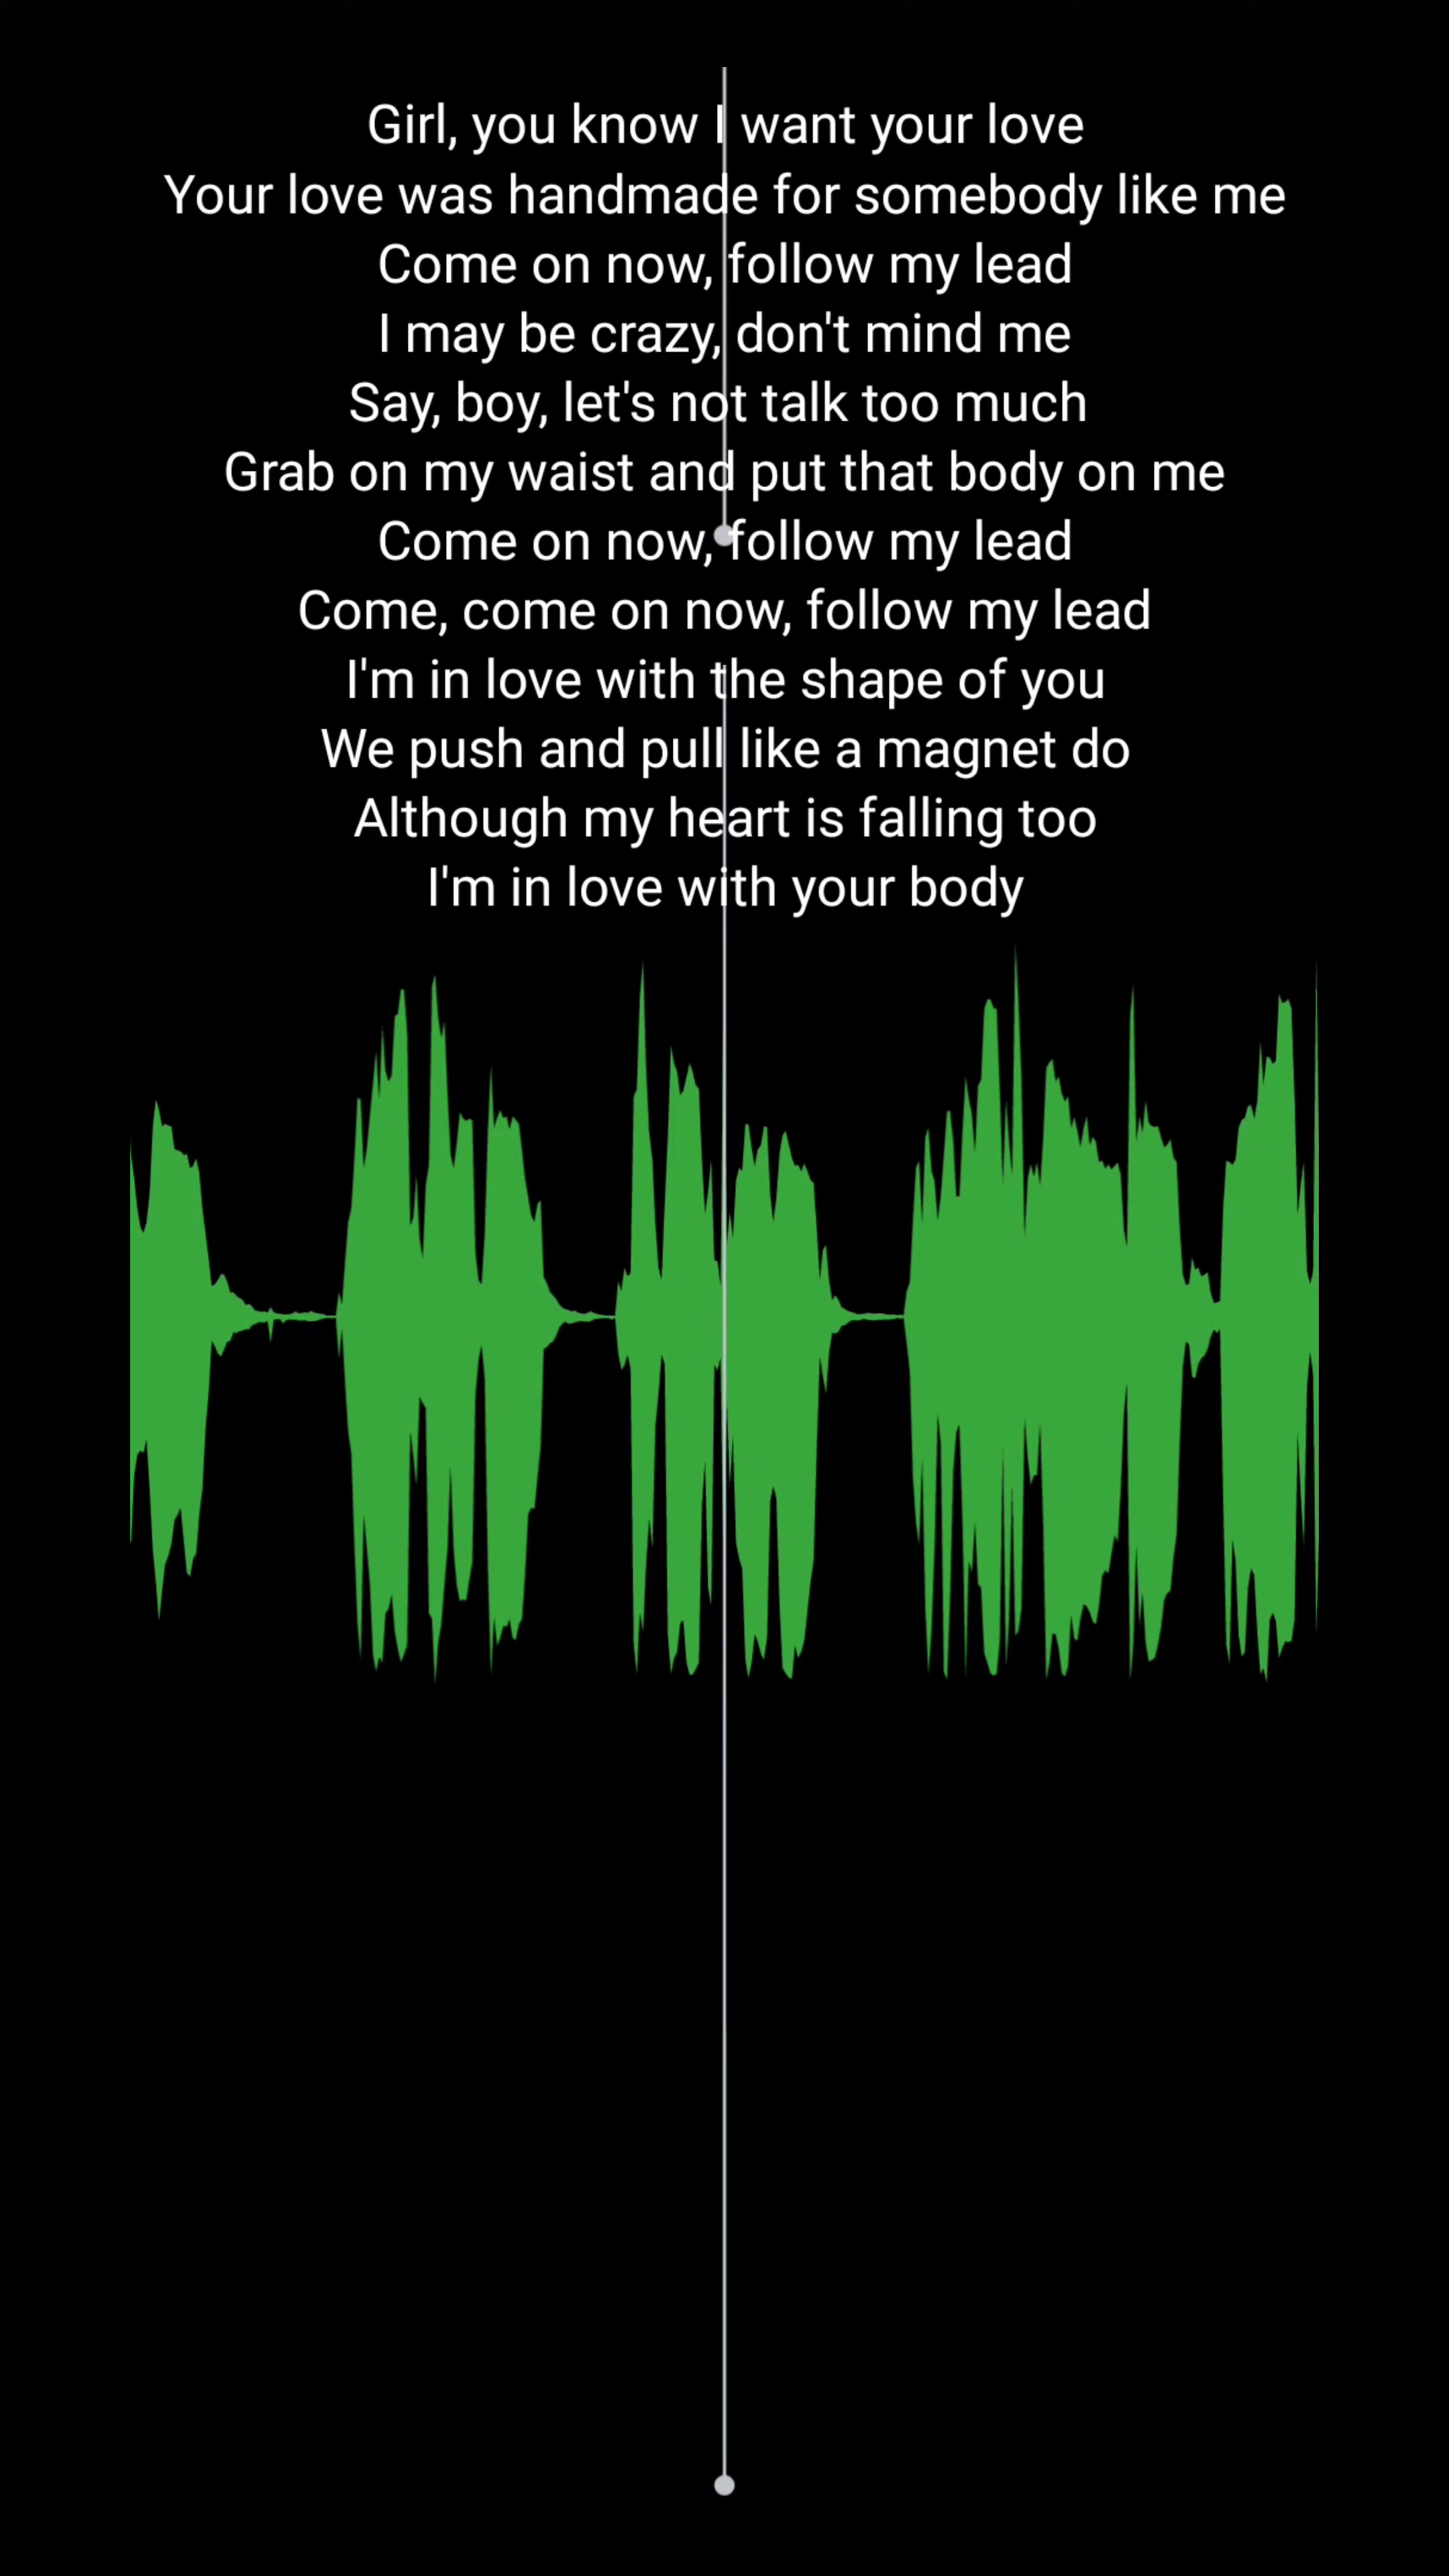 Girl, you know I want your love
Your love was handmade for somebody like me
Come on now, follow my lead
I may be crazy, don't mind me
Say, boy, let's not talk too much
Grab on my waist and put that body on me
Come on now, follow my lead
Come, come on now, follow my lead
I'm in love with the shape of you
We push and pull like a magnet do
Although my heart is falling too
I'm in love with your body